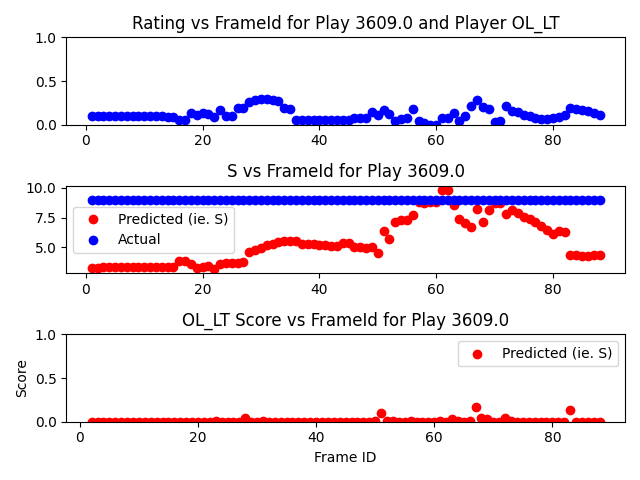 Rating vs FrameId for Play 3609.0 and Player OL_LT
1.0
0.5
0.0
0 20 40 60 80
S vs FrameId for Play 3609.0
10.0
7.5
5.0
Predicted (ie. S)
Actual
0 20 40 60 80
OL_LT Score vs FrameId for Play 3609.0
1.0
0.5
0.0
Score
Predicted (ie. S)
0 20 40 60 80
Frame ID